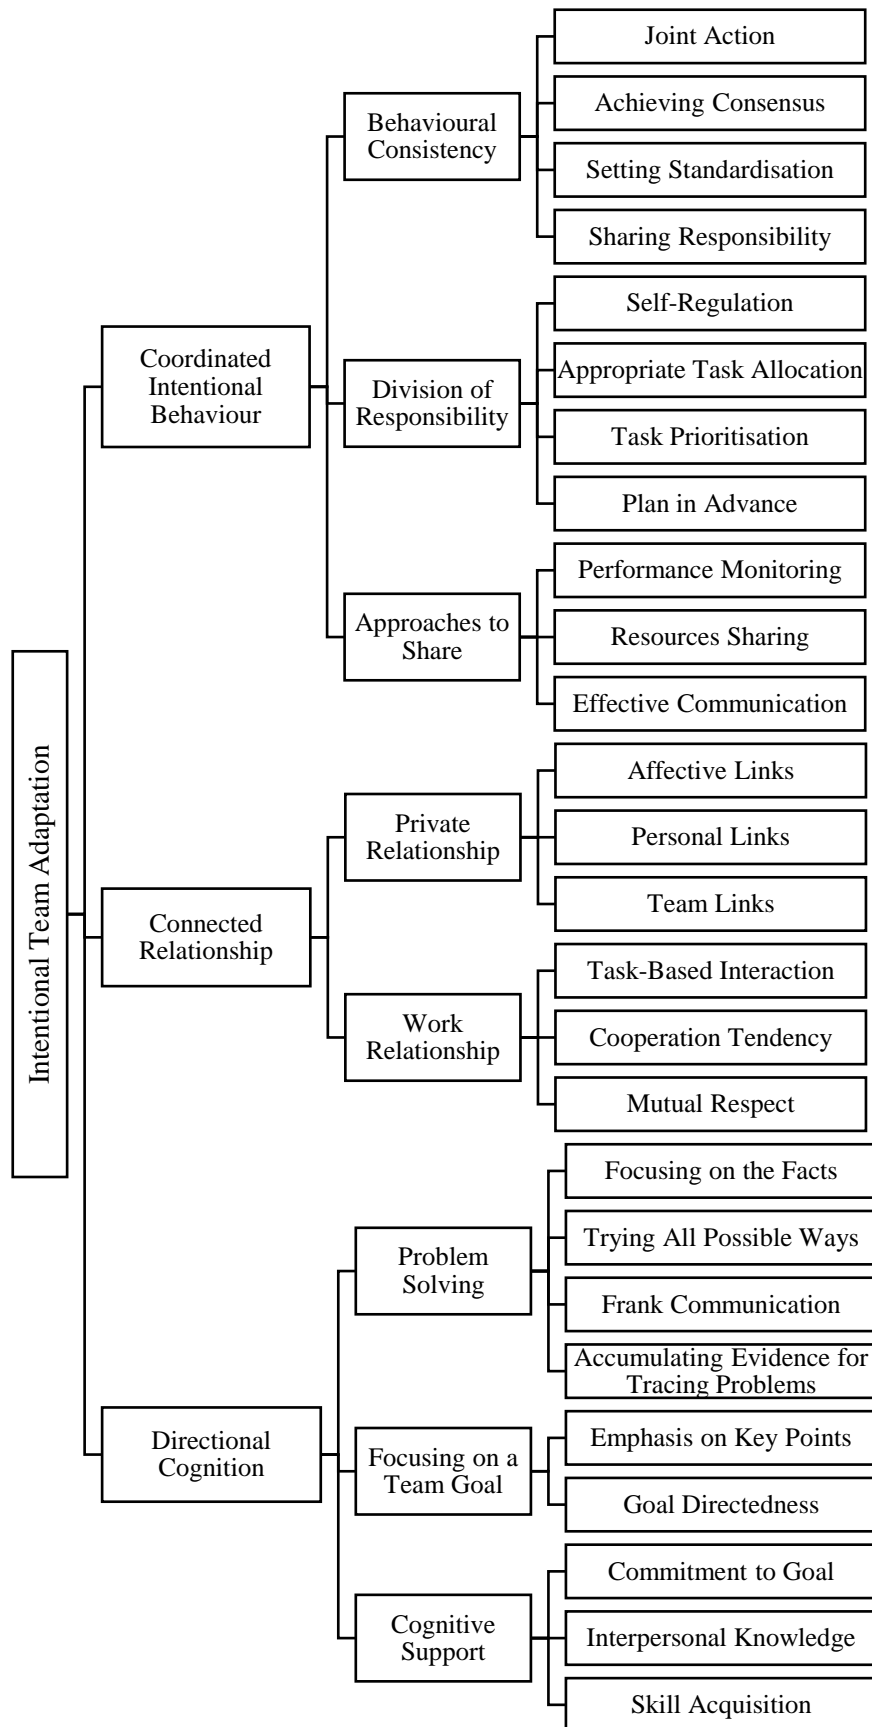 Intentional Team Adaptation
Coordinated
Intentional
Behaviour
Behavioural
Consistency
Joint Action
Achieving Consensus
Setting Standardisation
Sharing Responsibility
Division of
Responsibility
Self-Regulation
Appropriate Task Allocation
Task Prioritisation
Plan in Advance
Approaches to
Share
Performance Monitoring
Resources Sharing
Effective Communication
Connected
Relationship
Private
Relationship
Affective Links
Personal Links
Team Links
Work
Relationship
Task-Based Interaction
Cooperation Tendency
Mutual Respect
Directional
Cognition
Problem
Solving
Focusing on the Facts
Trying All Possible Ways
Frank Communication
Accumulating Evidence for
Tracing Problems
Focusing on a
Team Goal
Emphasis on Key Points
Goal Directedness
Cognitive
Support
Commitment to Goal
Interpersonal Knowledge
Skill Acquisition